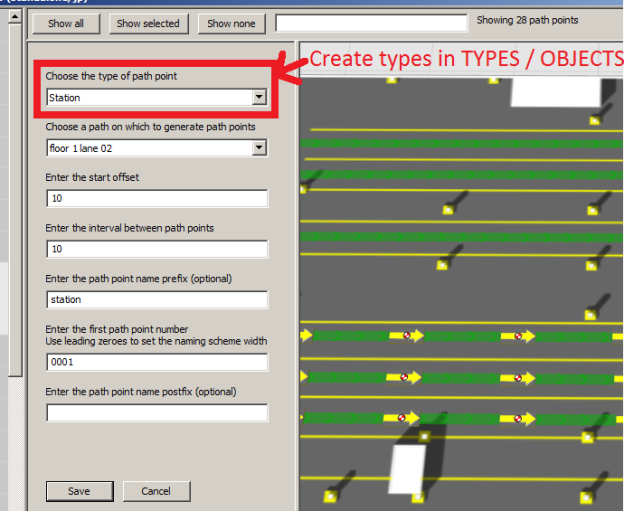 Show all
Show selected
Show none
Showing 28 path points
Create types in TYPES / OBJECTS
Choose the type of path point
Station
Choose a path on which to generate path points
floor 1 lane 02
Enter the start offset
10
Enter the interval between path points
10
Enter the path point name prefix (optional)
station
Enter the first path point number
Use leading zeroes to set the naming scheme width
0001
Enter the path point name postfix (optional)
Save
Cancel